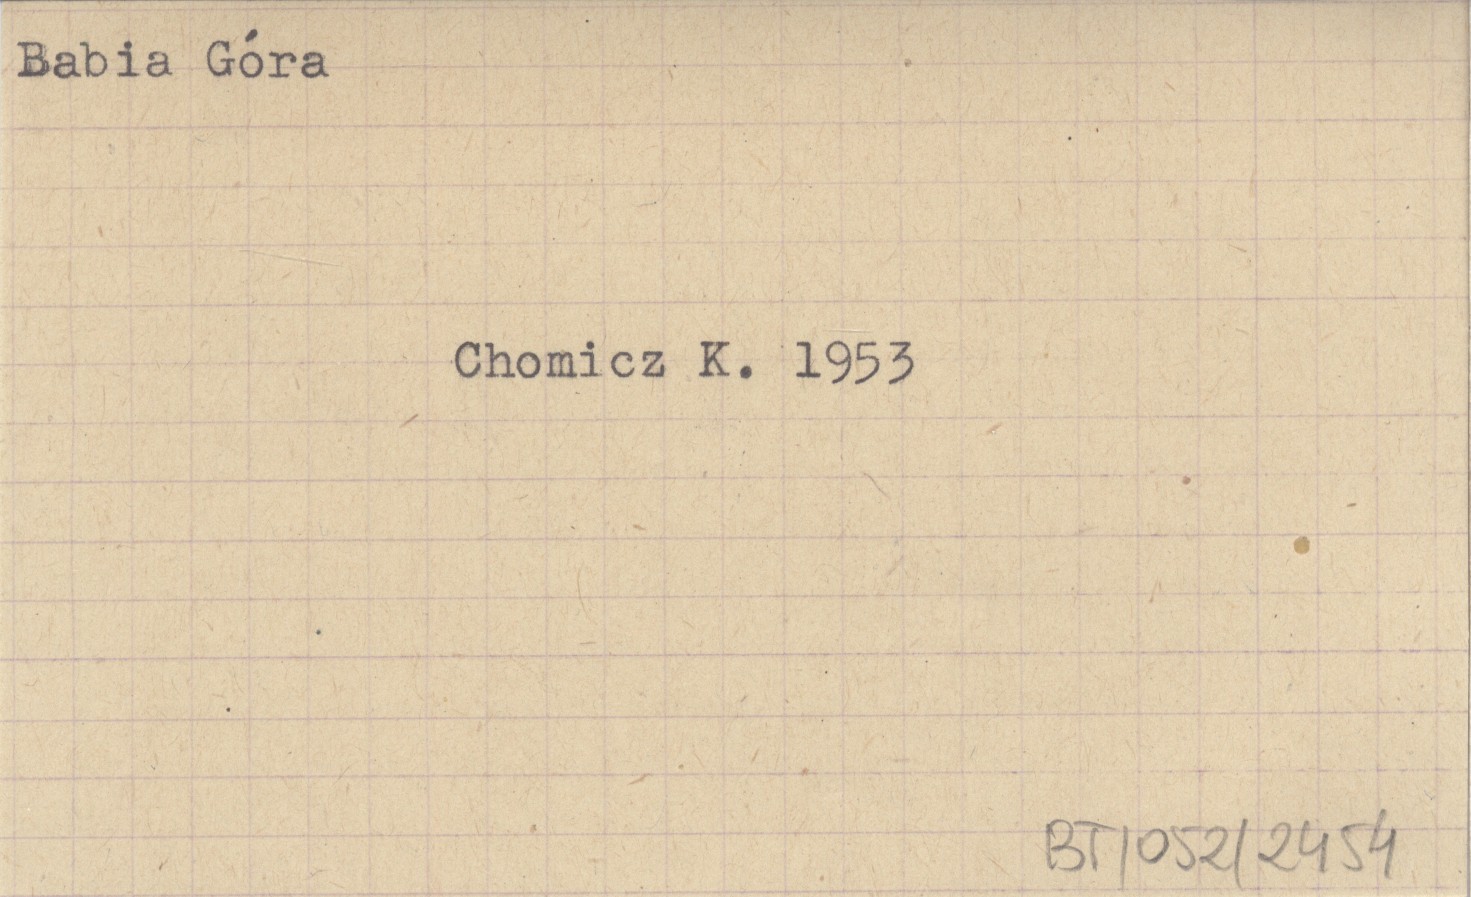 Babia Góra
Chomicz K. 1953
BT/052/2454